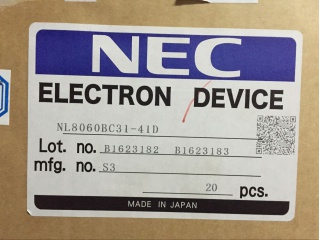 NEC
ELECTRON DEVICE
NL8060BC31-41D
Lot. no. B1623182 B1623183
mfg. no. S3
20 pcs.
MADE IN JAPAN